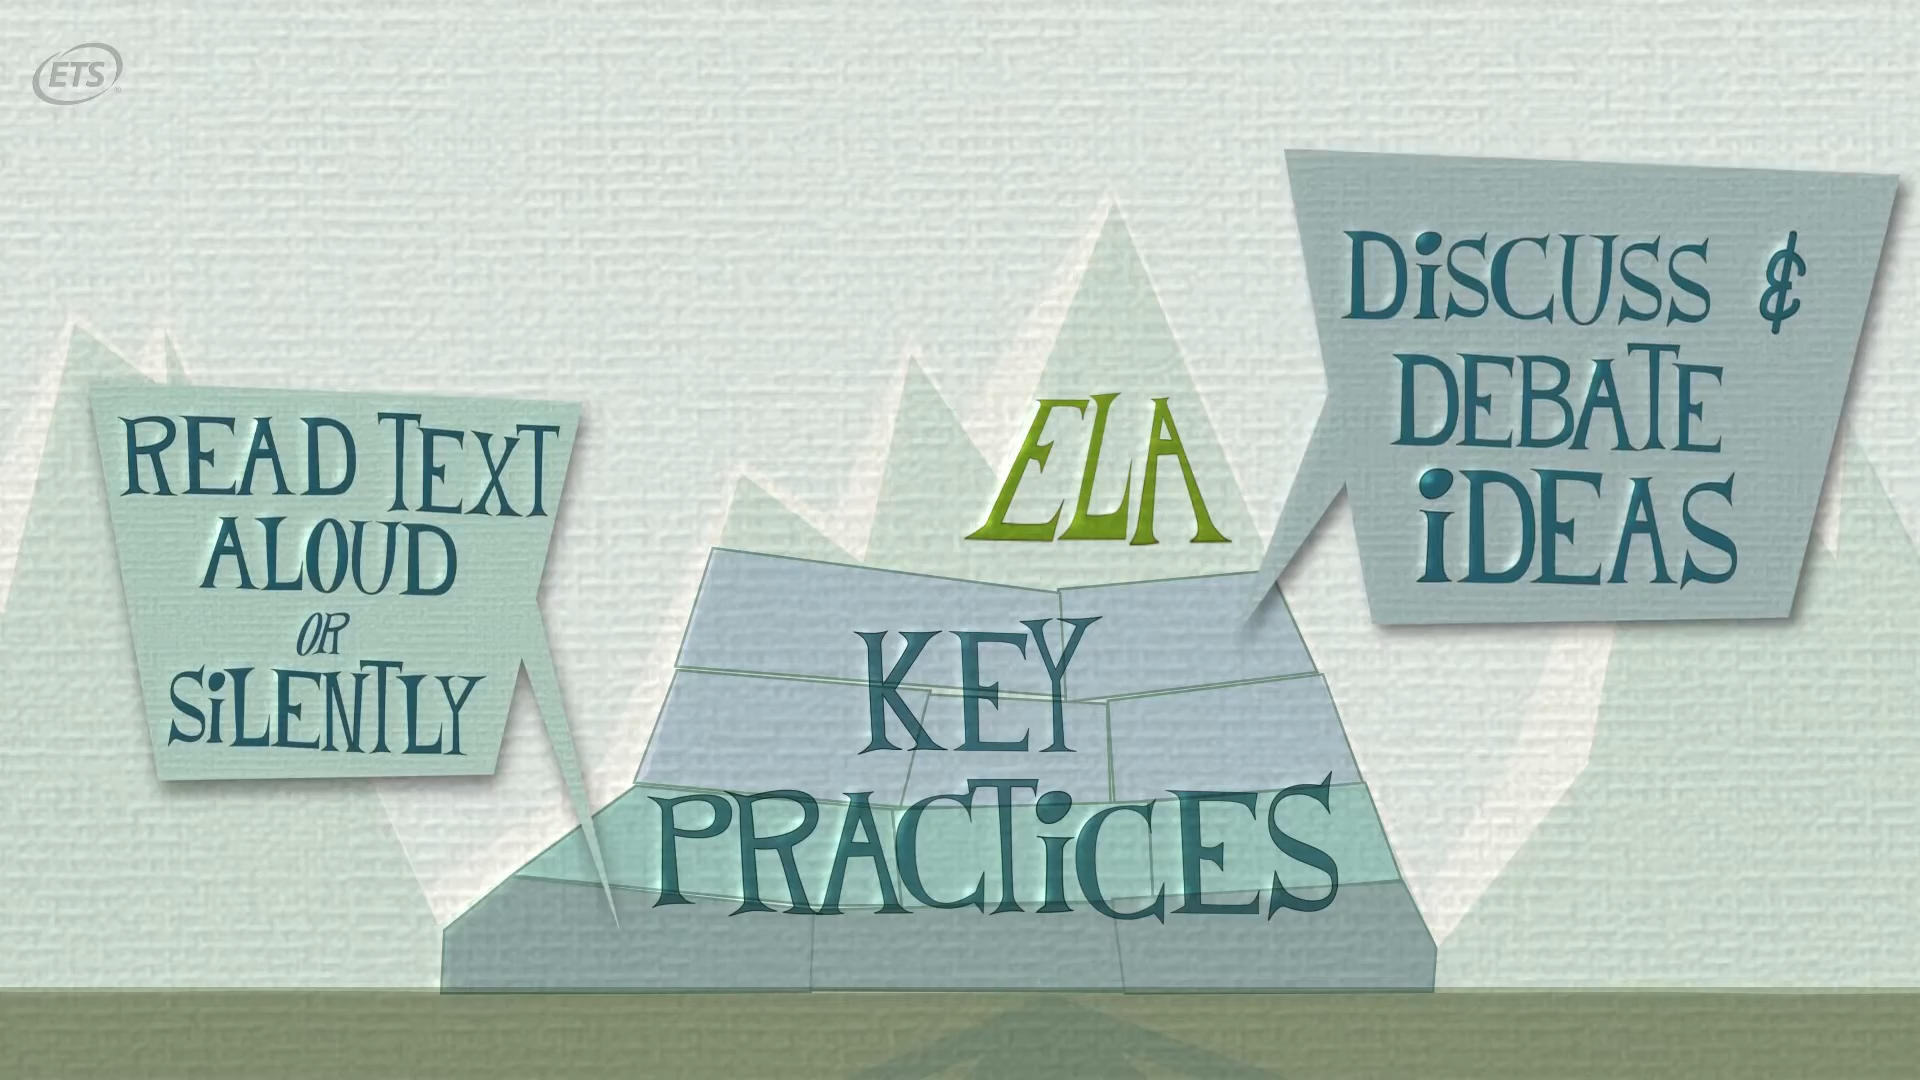 ETS
READ TEXT
ALOUD
OR
SiLENTLY
ELA
KEY
PRACTiCES
DiSCUSS &
DEBATE
iDEAS